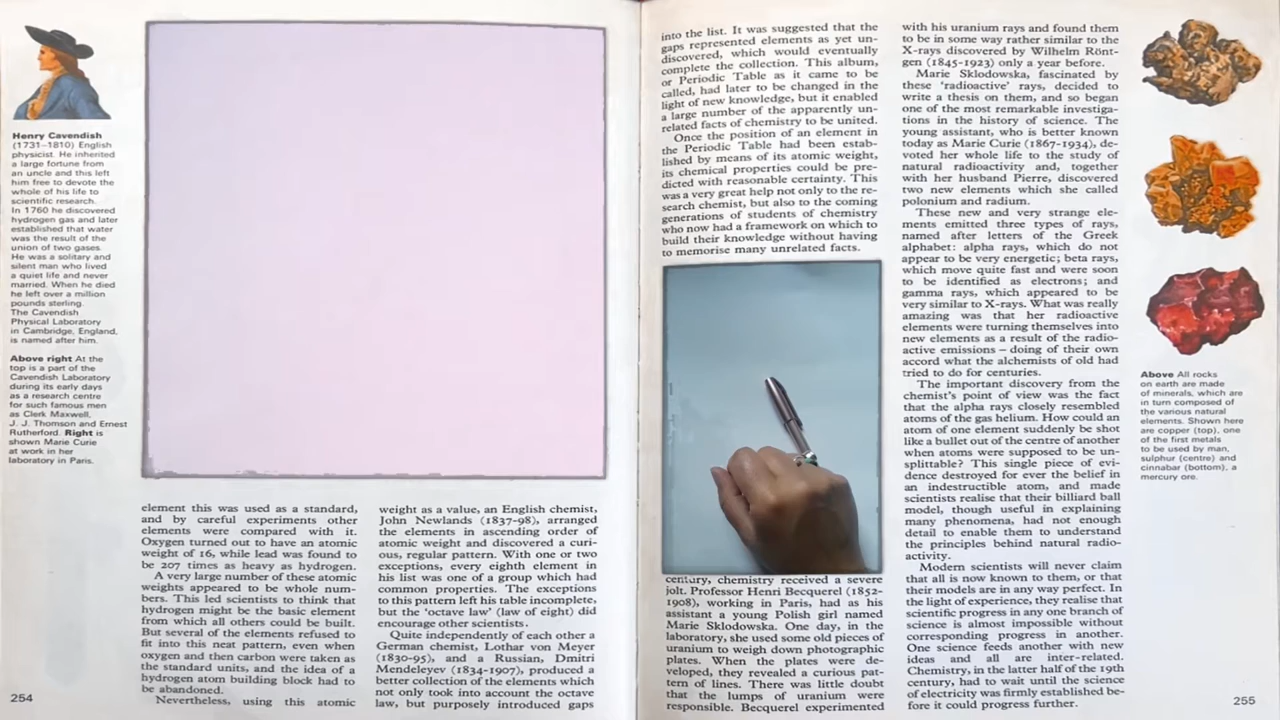 Henry Cavendish
(1731–1810) English
physicist. He inherited
a large fortune from
an uncle and this left
him free to devote the
whole of his life to
scientific research.
In 1760 he discovered
hydrogen gas and later
established that water
was the result of the
union of two gases.
He was a solitary and
silent man who lived
a quiet life and never
married. When he died
he left over a million
pounds sterling.
The Cavendish
Physical Laboratory
in Cambridge, England,
is named after him.
Above right At the
top is a part of the
Cavendish Laboratory
during its early days
as a research centre
for such famous men
as Clerk Maxwell,
J. J. Thomson and Ernest
Rutherford. Right is
shown Marie Curie
at work in her
laboratory in Paris.
254
element this was used as a standard,
and by careful experiments other
elements were compared with it.
Oxygen turned out to have an atomic
weight of 16, while lead was found to
be 207 times as heavy as hydrogen.
A very large number of these atomic
weights appeared to be whole num-
bers. This led scientists to think that
hydrogen might be the basic element
from which all others could be built.
But several of the elements refused to
fit into this neat pattern, even when
oxygen and then carbon were taken as
the standard units, and the idea of a
hydrogen atom building block had to
be abandoned.
Nevertheless, using this atomic
weight as a value, an English chemist,
John Newlands (1837-98), arranged
the elements in ascending order of
atomic weight and discovered a curi-
ous, regular pattern. With one or two
exceptions, every eighth element in
his list was one of a group which had
common properties. The exceptions
to this pattern left his table incomplete,
but the ‘octave law’ (law of eight) did
encourage other scientists.
Quite independently of each other a
German chemist, Lothar von Meyer
(1830-95), and a Russian, Dmitri
Mendeleyev (1834-1907), produced a
better collection of the elements which
not only took into account the octave
law, but purposely introduced gaps
into the list. It was suggested that the
gaps represented elements as yet un-
discovered, which would eventually
complete the collection. This album,
or Periodic Table as it came to be
called, had later to be changed in the
light of new knowledge, but it enabled
a large number of the apparently un-
related facts of chemistry to be united.
Once the position of an element in
the Periodic Table had been estab-
lished by means of its atomic weight,
its chemical properties could be pre-
dicted with reasonable certainty. This
was a very great help not only to the re-
search chemist, but also to the coming
generations of students of chemistry
who now had a framework on which to
build their knowledge without having
to memorise many unrelated facts.
century, chemistry received a severe
jolt. Professor Henri Becquerel (1852-
1908), working in Paris, had as his
assistant a young Polish girl named
Marie Sklodowska. One day, in the
laboratory, she used some old pieces of
uranium to weigh down photographic
plates. When the plates were de-
veloped, they revealed a curious pat-
tern of lines. There was little doubt
that the lumps of uranium were
responsible. Becquerel experimented
with his uranium rays and found them
to be in some way rather similar to the
X-rays discovered by Wilhelm Rönt-
gen (1845-1923) only a year before.
Marie Sklodowska, fascinated by
these ‘radioactive’ rays, decided to
write a thesis on them, and so began
one of the most remarkable investiga-
tions in the history of science. The
young assistant, who is better known
today as Marie Curie (1867-1934), de-
voted her whole life to the study of
natural radioactivity and, together
with her husband Pierre, discovered
two new elements which she called
polonium and radium.
These new and very strange ele-
ments emitted three types of rays,
named after letters of the Greek
alphabet: alpha rays, which do not
appear to be very energetic; beta rays,
which move quite fast and were soon
to be identified as electrons; and
gamma rays, which appeared to be
very similar to X-rays. What was really
amazing was that her radioactive
elements were turning themselves into
new elements as a result of the radio-
active emissions – doing of their own
accord what the alchemists of old had
tried to do for centuries.
The important discovery from the
chemist's point of view was the fact
that the alpha rays closely resembled
atoms of the gas helium. How could an
atom of one element suddenly be shot
like a bullet out of the centre of another
when atoms were supposed to be un-
splittable? This single piece of evi-
dence destroyed for ever the belief in
an indestructible atom, and made
scientists realise that their billiard ball
model, though useful in explaining
many phenomena, had not enough
detail to enable them to understand
the principles behind natural radio-
activity.
Modern scientists will never claim
that all is now known to them, or that
their models are in any way perfect. In
the light of experience, they realise that
scientific progress in any one branch of
science is almost impossible without
corresponding progress in another.
One science feeds another with new
ideas and all are inter-related.
Chemistry, in the latter half of the 19th
century, had to wait until the science
of electricity was firmly established be-
fore it could progress further.
Above All rocks
on earth are made
of minerals, which are
in turn composed of
the various natural
elements. Shown here
are copper (top), one
of the first metals
to be used by man,
sulphur (centre) and
cinnabar (bottom), a
mercury ore.
255